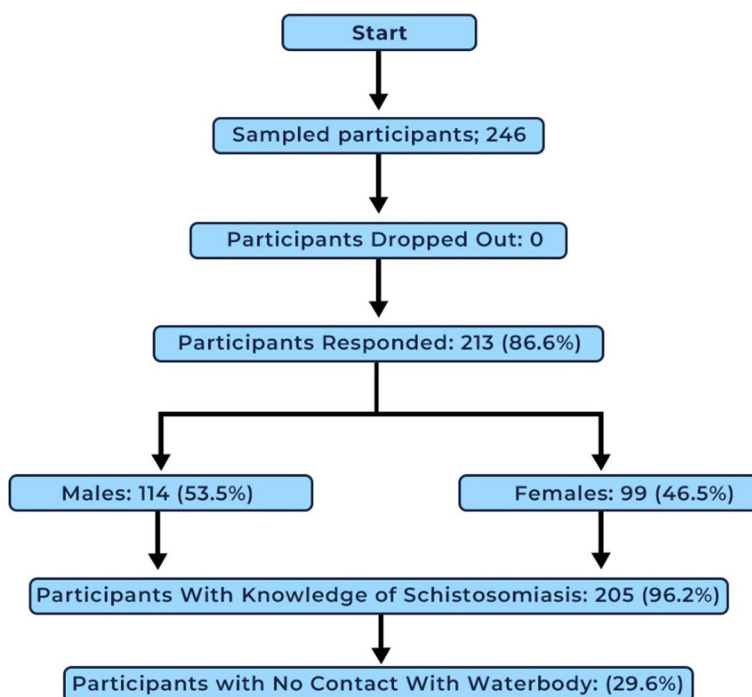 Start
Sampled participants; 246
Participants Dropped Out: 0
Participants Responded: 213 (86.6%)
Males: 114 (53.5%)
Females: 99 (46.5%)
Participants With Knowledge of Schistosomiasis: 205 (96.2%)
Participants with No Contact With Waterbody: (29.6%)